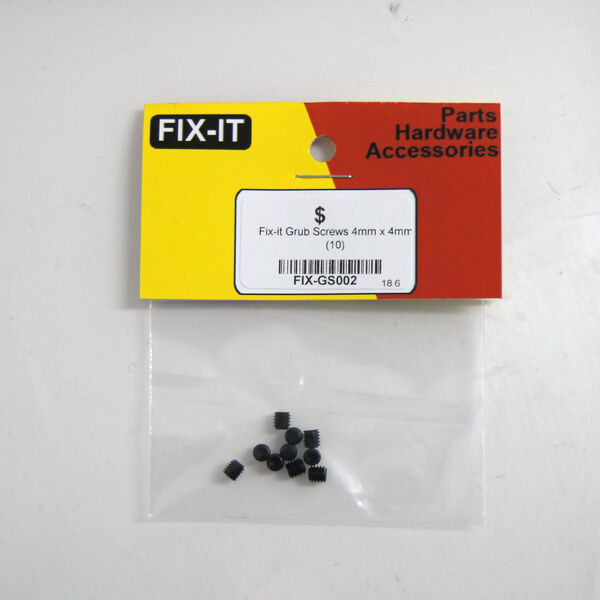 FIX-IT
Parts
Hardware
Accessories
$
Fix-it Grub Screws 4mm x 4mm
(10)
FIX-GS002
18.6